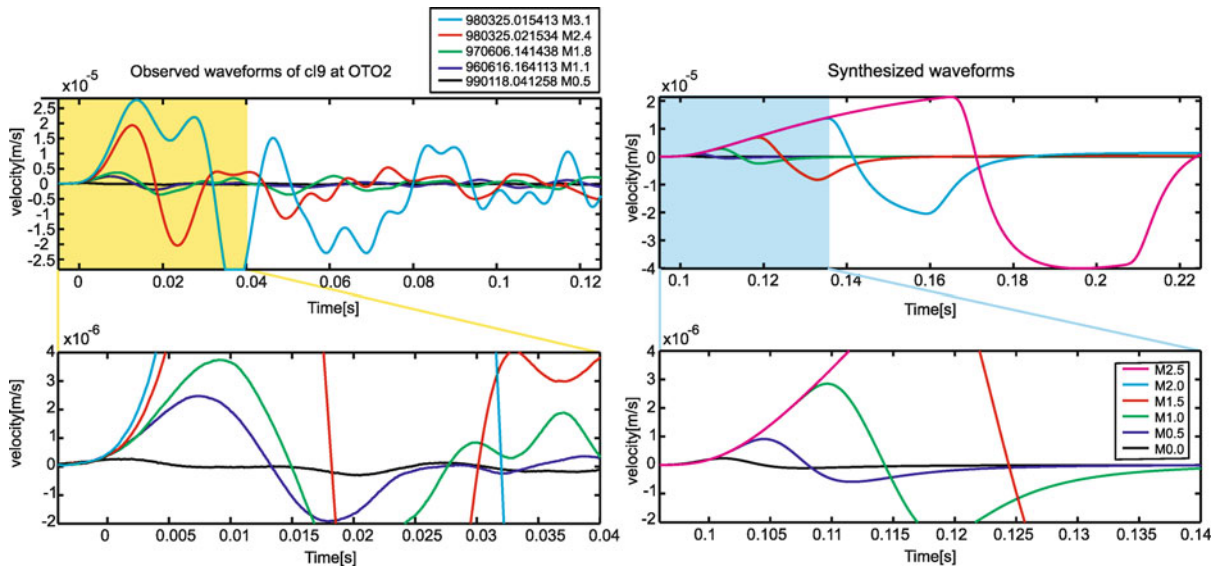 980325.015413 M3.1
980325.021534 M2.4
970606.141438 M1.8
960616.164113 M1.1
990118.041258 M0.5
Observed waveforms of cl9 at OTO2
x10-5
2.5
2
1.5
1
0.5
0
-0.5
-1
-1.5
-2
-2.5
velocity[m/s]
0 0.02 0.04 0.06 0.08 0.1 0.12
Time[s]
Synthesized waveforms
x10-5
2
1
0
-1
-2
-3
-4
velocity[m/s]
0.1 0.12 0.14 0.16 0.18 0.2 0.22
Time[s]
x10-6
4
3
2
1
0
-1
-2
velocity[m/s]
0 0.005 0.01 0.015 0.02 0.025 0.03 0.035 0.04
Time[s]
x10-6
4
3
2
1
0
-1
-2
velocity[m/s]
M2.5
M2.0
M1.5
M1.0
M0.5
M0.0
0.1 0.105 0.11 0.115 0.12 0.125 0.13 0.135 0.14
Time[s]